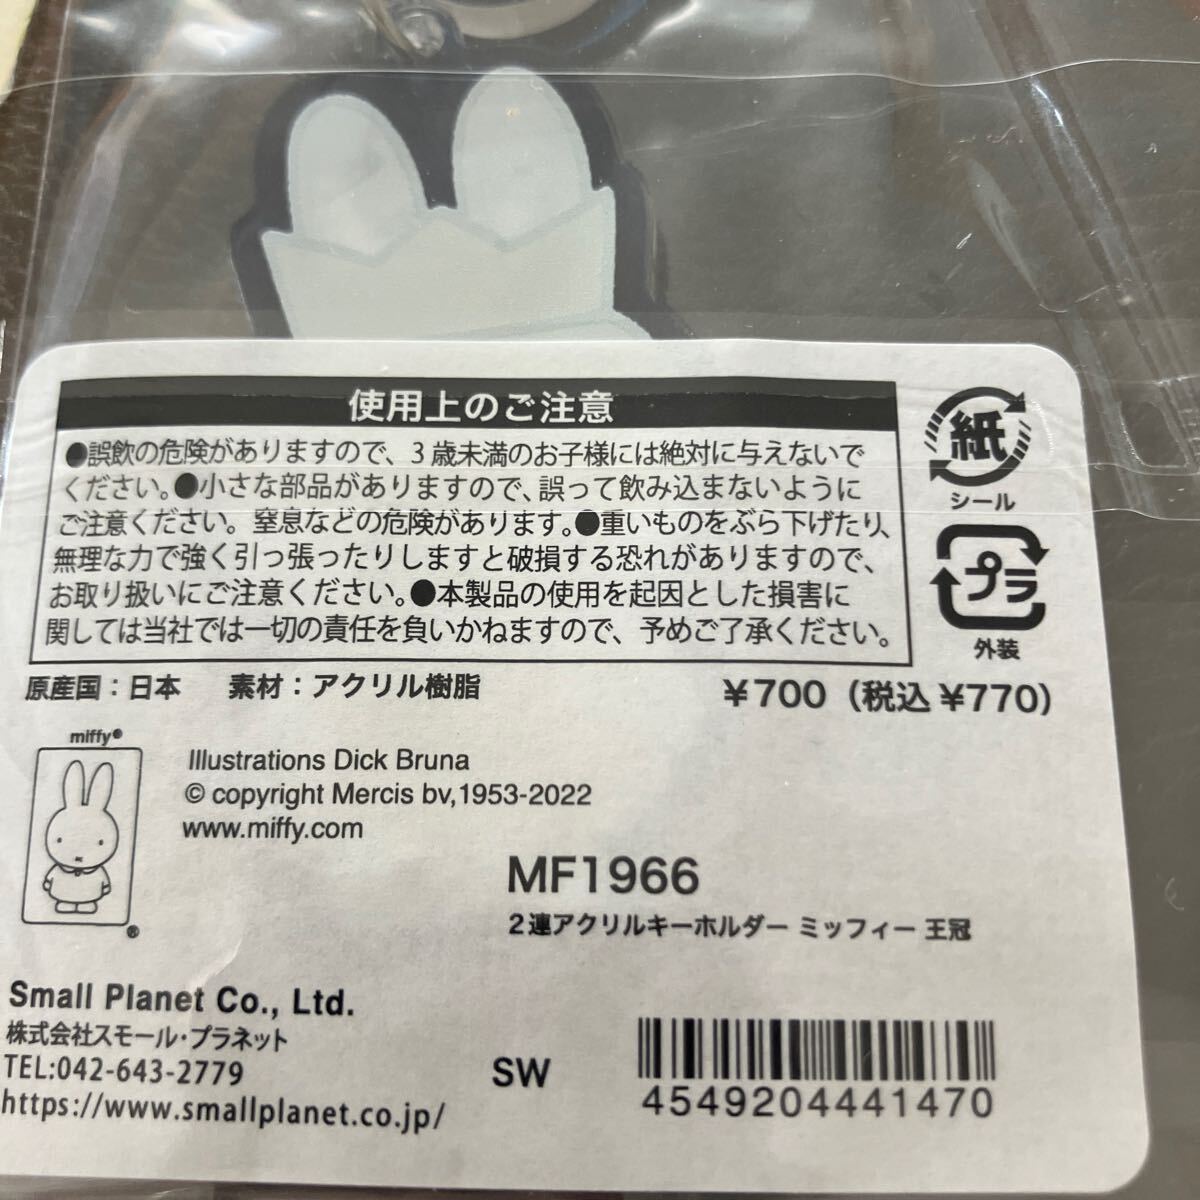 使用上のご注意
●誤飲の危険がありますので、3歳未満のお子様には絶対に与えないで
ください。●小さな部品がありますので、誤って飲み込まないように
ご注意ください。窒息などの危険があります。●重いものをぶら下げたり、
無理な力で強く引っ張ったりしますと破損する恐れがありますので、
お取り扱いにご注意ください。●本製品の使用を起因とした損害に
関しては当社では一切の責任を負いかねますので、予めご了承ください。
紙
シール
プラ
外装
原産国：日本 素材：アクリル樹脂
¥700（税込¥770)
miffy®
Illustrations Dick Bruna
© copyright Mercis bv,1953-2022
www.miffy.com
®
MF1966
2連アクリルキーホルダー ミッフィー 王冠
Small Planet Co., Ltd.
株式会社スモール・プラネット
TEL:042-643-2779
https://www.smallplanet.co.jp/
SW
4549204441470